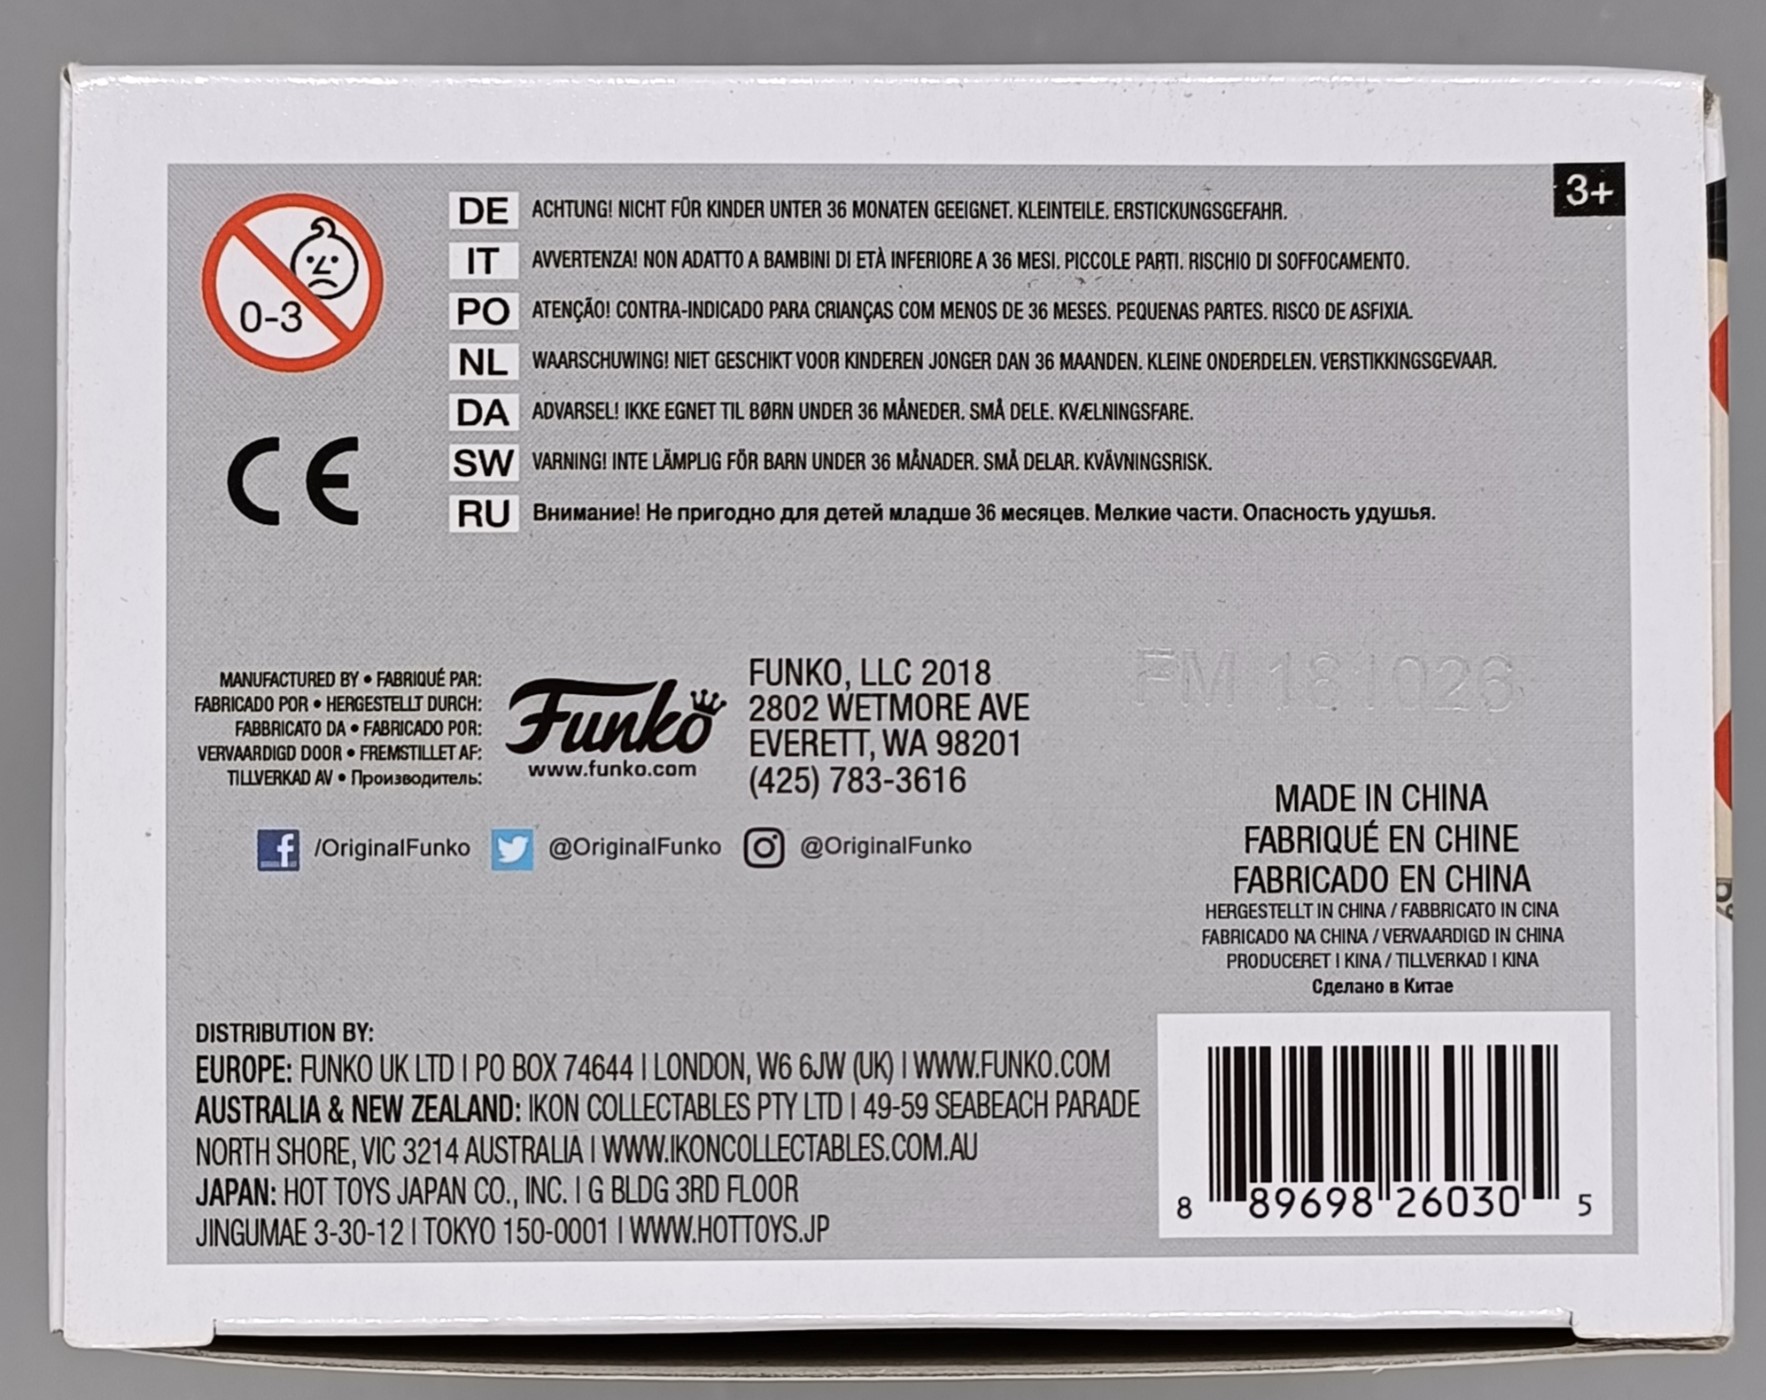 3+
0-3
DE ACHTUNG! NICHT FÜR KINDER UNTER 36 MONATEN GEEIGNET. KLEINTEILE. ERSTICKUNGSGEFAHR.
IT AVVERTENZA! NON ADATTO A BAMBINI DI ETÀ INFERIORE A 36 MESI. PICCOLE PARTI. RISCHIO DI SOFFOCAMENTO.
PO ATENÇÃO! CONTRA-INDICADO PARA CRIANÇAS COM MENOS DE 36 MESES. PEQUENAS PARTES. RISCO DE ASFIXIA.
NL WAARSCHUWING! NIET GESCHIKT VOOR KINDEREN JONGER DAN 36 MAANDEN. KLEINE ONDERDELEN. VERSTIKKINGSGEVAAR.
DA ADVARSEL! IKKE EGNET TIL BØRN UNDER 36 MÅNEDER. SMÅ DELE. KVÆLNINGSFARE.
SW VARNING! INTE LÄMPLIG FÖR BARN UNDER 36 MÅNADER. SMÅ DELAR. KVÄVNINGSRISK.
RU Внимание! Не пригодно для детей младше 36 месяцев. Мелкие части. Опасность удушья.
CE
MANUFACTURED BY • FABRIQUÉ PAR:
FABRICADO POR • HERGESTELLT DURCH:
FABBRICATO DA • FABRICADO POR:
VERVAARDIGD DOOR • FREMSTILLET AF:
TILLVERKAD AV • Производитель:
Funko
www.funko.com
FUNKO, LLC 2018
2802 WETMORE AVE
EVERETT, WA 98201
(425) 783-3616
FM 181026
/OriginalFunko @OriginalFunko @OriginalFunko
MADE IN CHINA
FABRIQUÉ EN CHINE
FABRICADO EN CHINA
HERGESTELLT IN CHINA / FABBRICATO IN CINA
FABRICADO NA CHINA / VERVAARDIGD IN CHINA
PRODUCERET I KINA / TILLVERKAD I KINA
Сделано в Китае
DISTRIBUTION BY:
EUROPE: FUNKO UK LTD | PO BOX 74644 | LONDON, W6 6JW (UK) | WWW.FUNKO.COM
AUSTRALIA & NEW ZEALAND: IKON COLLECTABLES PTY LTD | 49-59 SEABEACH PARADE
NORTH SHORE, VIC 3214 AUSTRALIA | WWW.IKONCOLLECTABLES.COM.AU
JAPAN: HOT TOYS JAPAN CO., INC. | G BLDG 3RD FLOOR
JINGUMAE 3-30-12 | TOKYO 150-0001 | WWW.HOTTOYS.JP
8 89698 26030 5